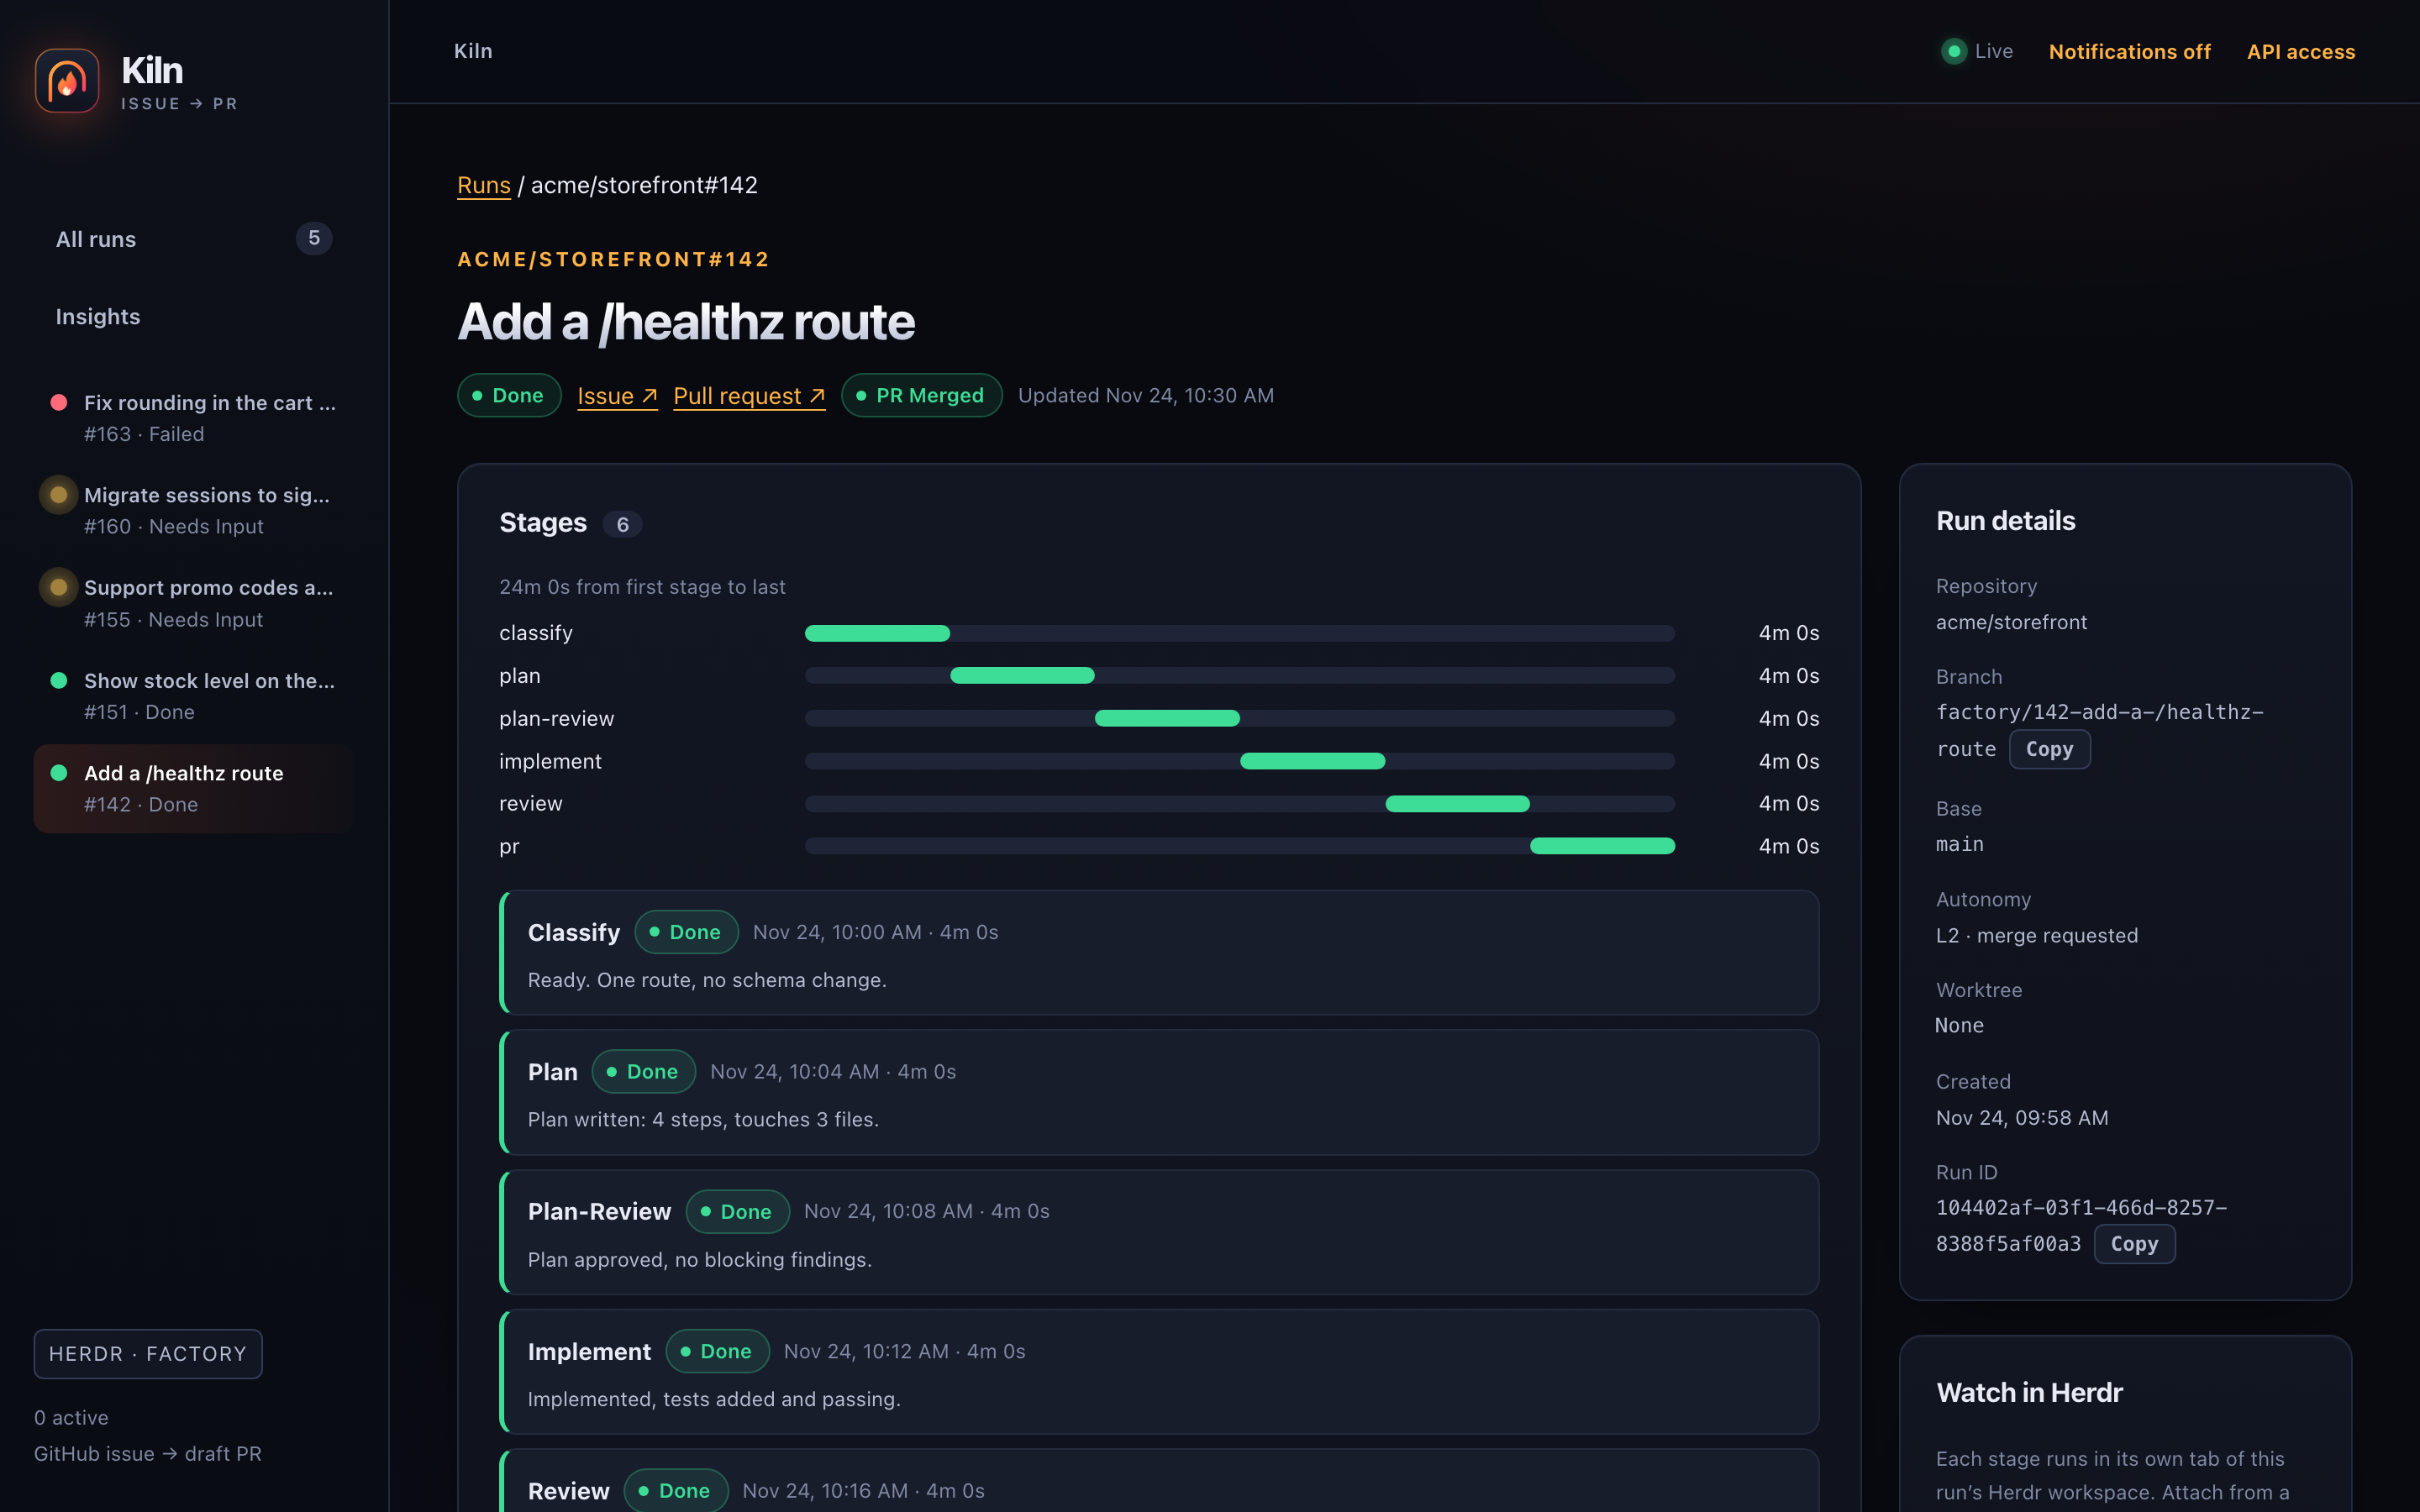 Kiln
ISSUE → PR
All runs 5
Insights
Fix rounding in the cart ...
#163 · Failed
Migrate sessions to sig...
#160 · Needs Input
Support promo codes a...
#155 · Needs Input
Show stock level on the...
#151 · Done
Add a /healthz route
#142 · Done
HERDR · FACTORY
0 active
GitHub issue → draft PR
Kiln
Live Notifications off API access
Runs / acme/storefront#142
ACME/STOREFRONT#142
Add a /healthz route
Done Issue ↗ Pull request ↗ PR Merged Updated Nov 24, 10:30 AM
Stages 6
24m 0s from first stage to last
classify 4m 0s
plan 4m 0s
plan-review 4m 0s
implement 4m 0s
review 4m 0s
pr 4m 0s
Classify Done Nov 24, 10:00 AM · 4m 0s
Ready. One route, no schema change.
Plan Done Nov 24, 10:04 AM · 4m 0s
Plan written: 4 steps, touches 3 files.
Plan-Review Done Nov 24, 10:08 AM · 4m 0s
Plan approved, no blocking findings.
Implement Done Nov 24, 10:12 AM · 4m 0s
Implemented, tests added and passing.
Review Done Nov 24, 10:16 AM · 4m 0s
Run details
Repository
acme/storefront
Branch
factory/142-add-a-/healthz-
route Copy
Base
main
Autonomy
L2 · merge requested
Worktree
None
Created
Nov 24, 09:58 AM
Run ID
104402af-03f1-466d-8257-
8388f5af00a3 Copy
Watch in Herdr
Each stage runs in its own tab of this
run's Herdr workspace. Attach from a